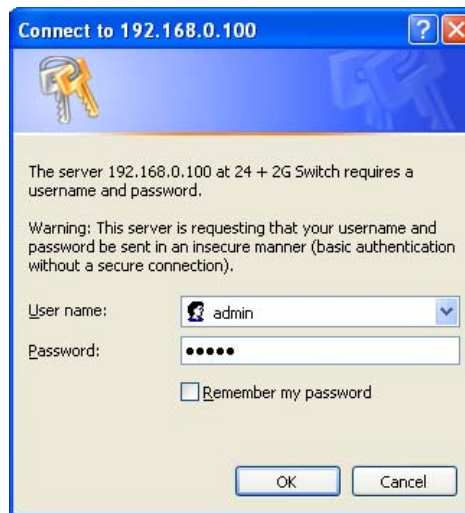 Connect to 192.168.0.100
The server 192.168.0.100 at 24 + 2G Switch requires a
username and password.
Warning: This server is requesting that your username and
password be sent in an insecure manner (basic authentication
without a secure connection).
User name:
admin
Password:
•••••
Remember my password
OK
Cancel